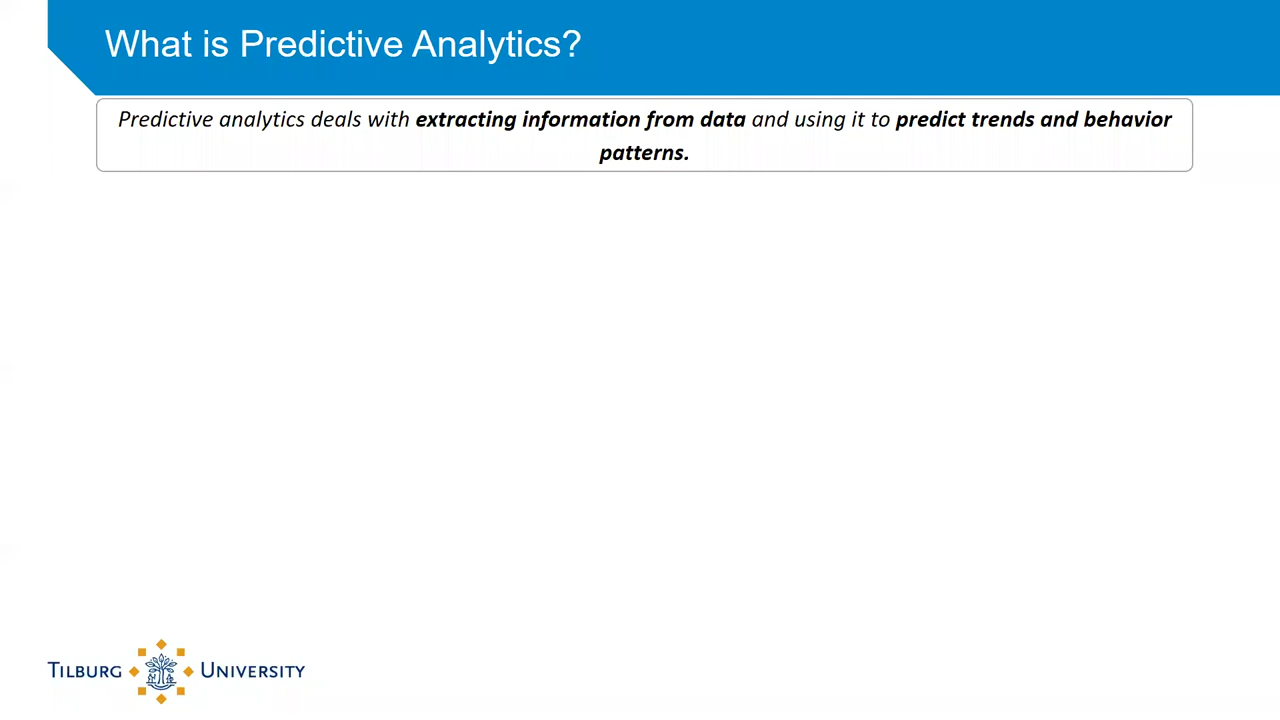 What is Predictive Analytics?
Predictive analytics deals with extracting information from data and using it to predict trends and behavior
patterns.
TILBURG UNIVERSITY